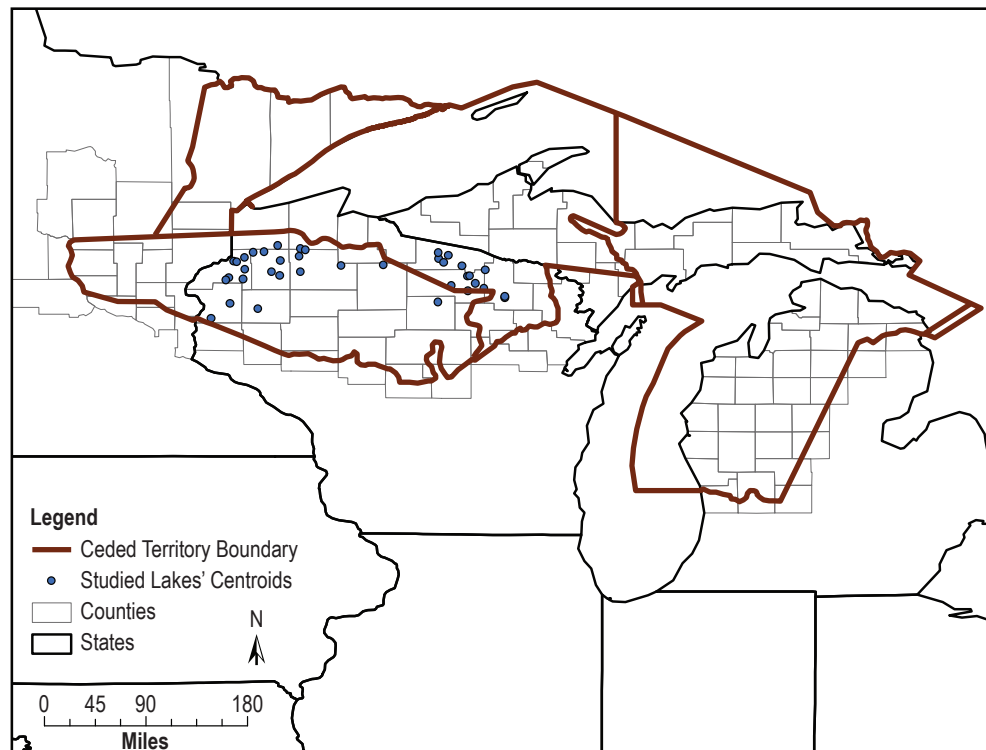 Legend
Ceded Territory Boundary
Studied Lakes’ Centroids
Counties
States
N
0 45 90 180
Miles